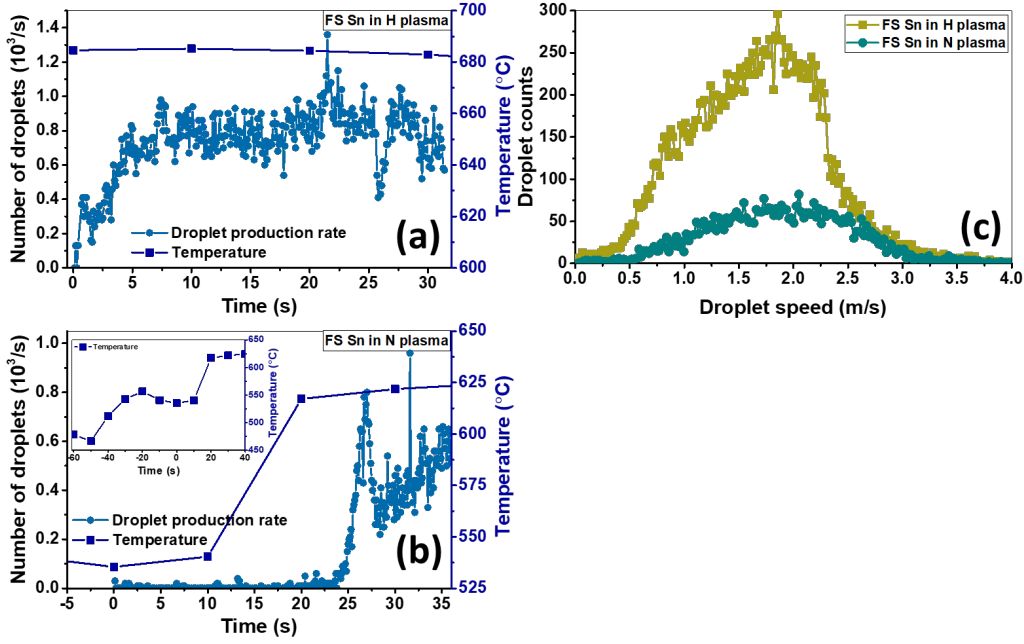 FS Sn in H plasma
Number of droplets (10³/s)
1.4
1.2
1.0
0.8
0.6
0.4
0.2
0.0
700
680
660
640
620
600
Temperature (°C)
Droplet production rate
Temperature
(a)
0 5 10 15 20 25 30
Time (s)
FS Sn in H plasma
FS Sn in N plasma
Droplet counts
300
250
200
150
100
50
0
(c)
0.0 0.5 1.0 1.5 2.0 2.5 3.0 3.5 4.0
Droplet speed (m/s)
FS Sn in N plasma
Number of droplets (10³/s)
1.0
0.8
0.6
0.4
0.2
0.0
650
625
600
575
550
525
Temperature (°C)
Temperature
650
600
550
500
450
Temperature (°C)
-60 -40 -20 0 20 40
Time (s)
Droplet production rate
Temperature
(b)
-5 0 5 10 15 20 25 30 35
Time (s)